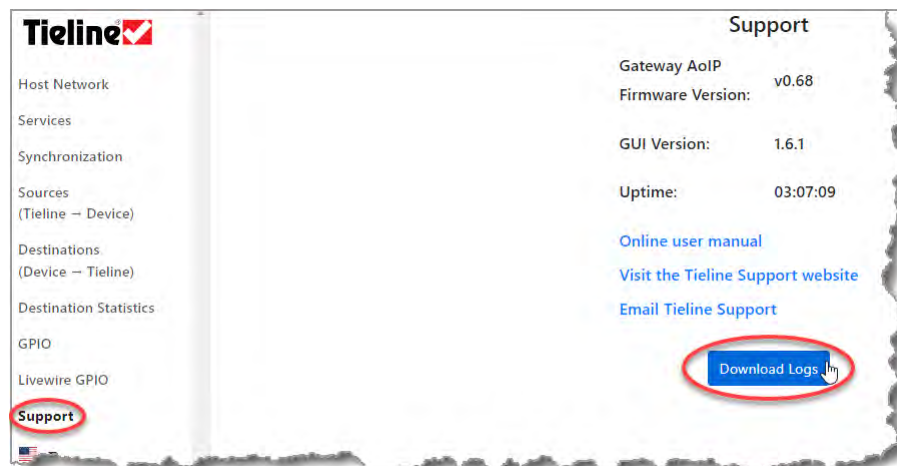 Tieline
Host Network
Services
Synchronization
Sources
(Tieline → Device)
Destinations
(Device → Tieline)
Destination Statistics
GPIO
Livewire GPIO
Support
Support
Gateway AoIP
Firmware Version:
v0.68
GUI Version:
1.6.1
Uptime:
03:07:09
Online user manual
Visit the Tieline Support website
Email Tieline Support
Download Logs